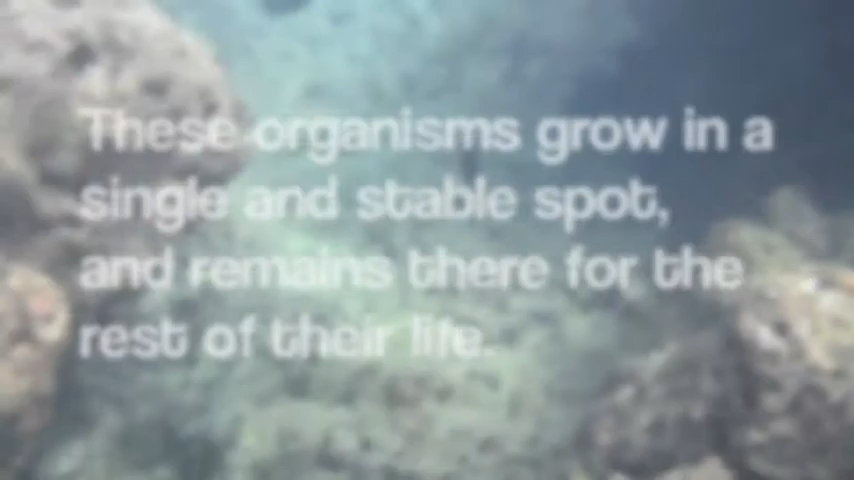 These organisms grow in a
single and stable spot,
and remains there for the
rest of their life.